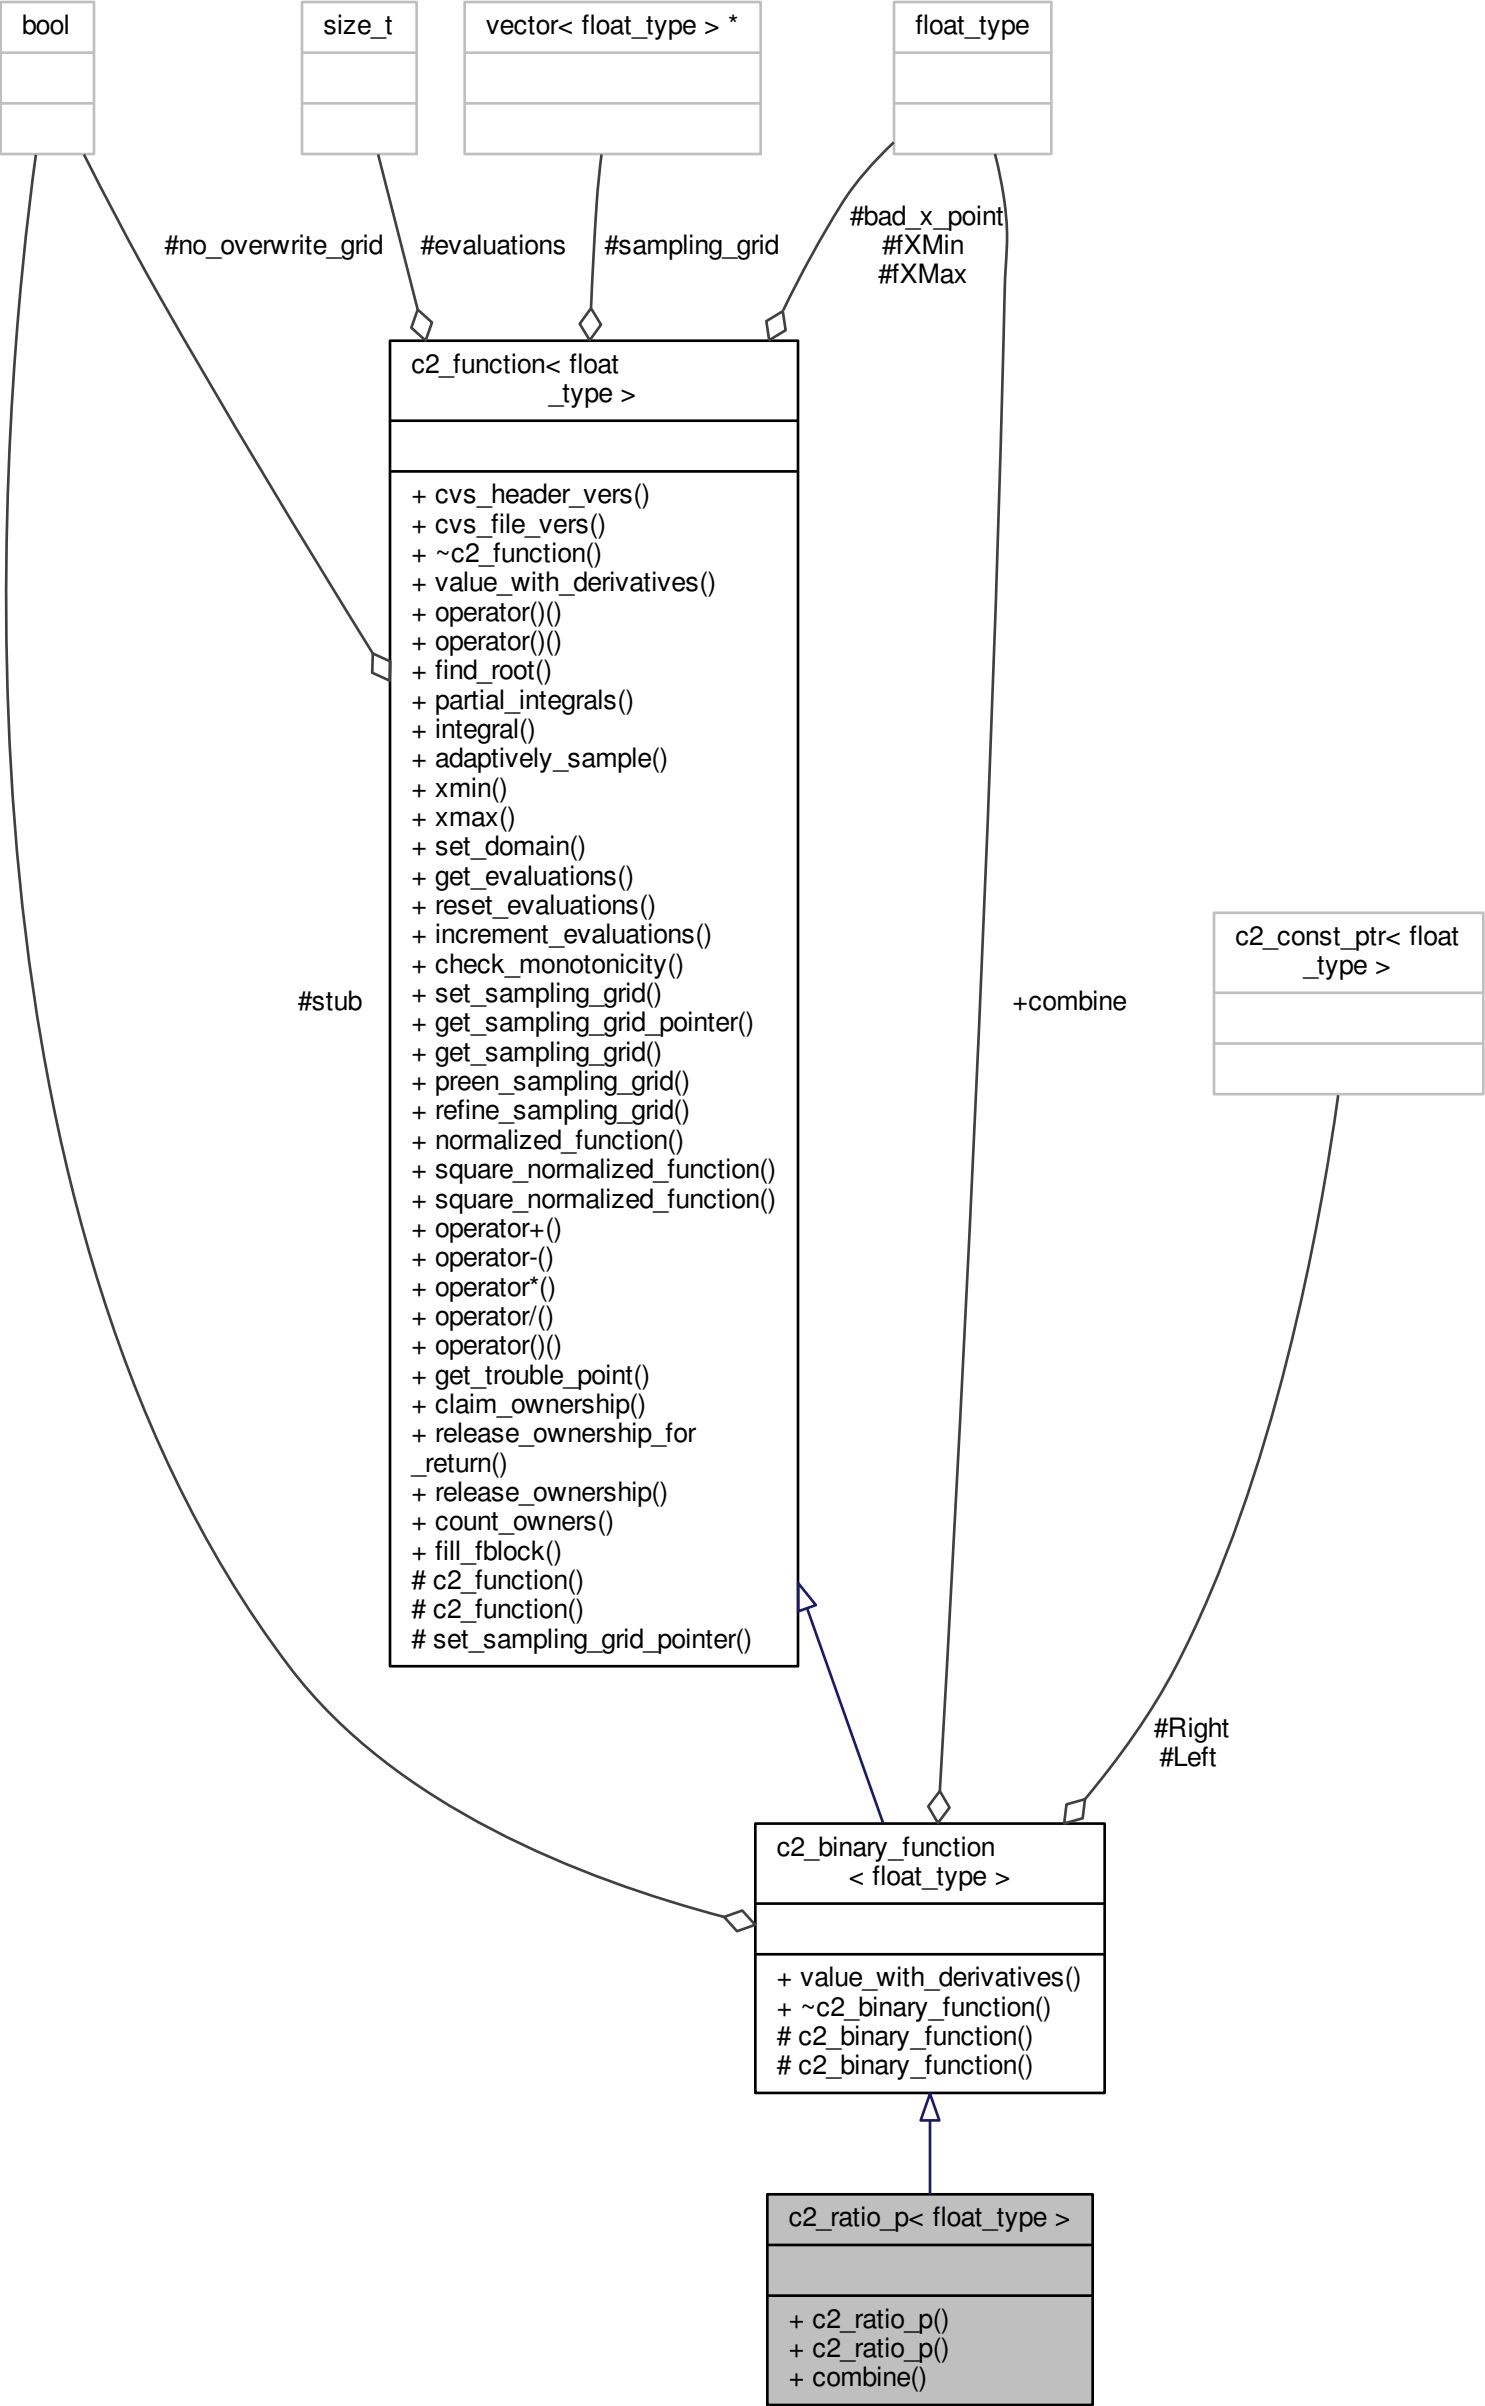 bool
size_t
vector< float_type > *
float_type
#no_overwrite_grid
#evaluations
#sampling_grid
#bad_x_point
#fXMin
#fXMax
c2_function< float
_type >
+ cvs_header_vers()
+ cvs_file_vers()
+ ~c2_function()
+ value_with_derivatives()
+ operator()()
+ operator()()
+ find_root()
+ partial_integrals()
+ integral()
+ adaptively_sample()
+ xmin()
+ xmax()
+ set_domain()
+ get_evaluations()
+ reset_evaluations()
+ increment_evaluations()
+ check_monotonicity()
+ set_sampling_grid()
+ get_sampling_grid_pointer()
+ get_sampling_grid()
+ preen_sampling_grid()
+ refine_sampling_grid()
+ normalized_function()
+ square_normalized_function()
+ square_normalized_function()
+ operator+()
+ operator-()
+ operator*()
+ operator/()
+ operator()()
+ get_trouble_point()
+ claim_ownership()
+ release_ownership_for
_return()
+ release_ownership()
+ count_owners()
+ fill_fblock()
# c2_function()
# c2_function()
# set_sampling_grid_pointer()
#stub
+combine
c2_const_ptr< float
_type >
#Right
#Left
c2_binary_function
< float_type >
+ value_with_derivatives()
+ ~c2_binary_function()
# c2_binary_function()
# c2_binary_function()
c2_ratio_p< float_type >
+ c2_ratio_p()
+ c2_ratio_p()
+ combine()